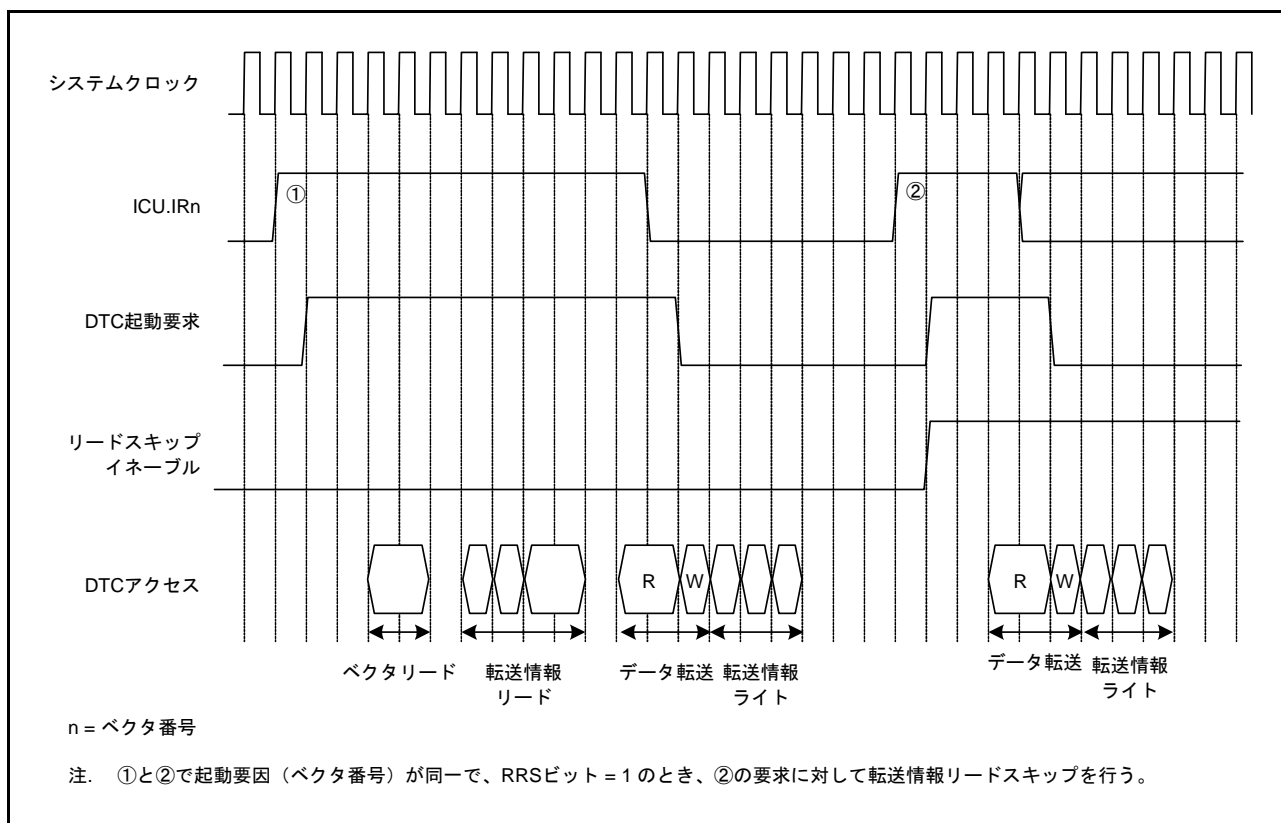 システムクロック
ICU.IRn
①
②
DTC起動要求
リードスキップ
イネーブル
DTCアクセス
R
W
R
W
ベクタリード
転送情報
リード
データ転送
転送情報
ライト
データ転送
転送情報
ライト
n = ベクタ番号
注. ①と②で起動要因（ベクタ番号）が同一で、RRSビット = 1 のとき、②の要求に対して転送情報リードスキップを行う。